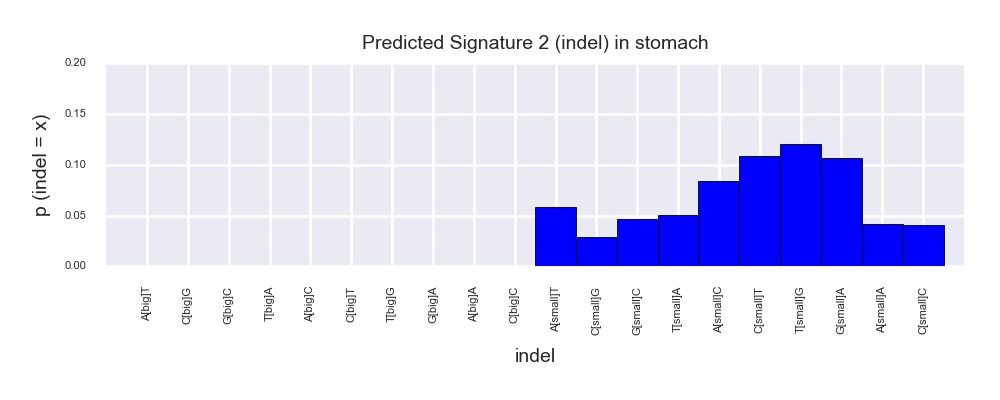 Predicted Signature 2 (indel) in stomach
p (indel = x)
0.20
0.15
0.10
0.05
0.00
A[big]T
C[big]G
G[big]C
T[big]A
A[big]C
C[big]T
T[big]G
G[big]A
A[big]A
C[big]C
A[small]T
C[small]G
G[small]C
T[small]A
A[small]C
C[small]T
T[small]G
G[small]A
A[small]A
C[small]C
indel